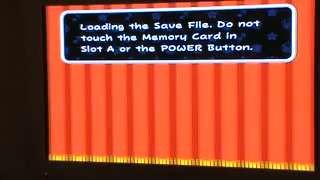 Loading the Save File. Do not
touch the Memory Card in
Slot A or the POWER Button.